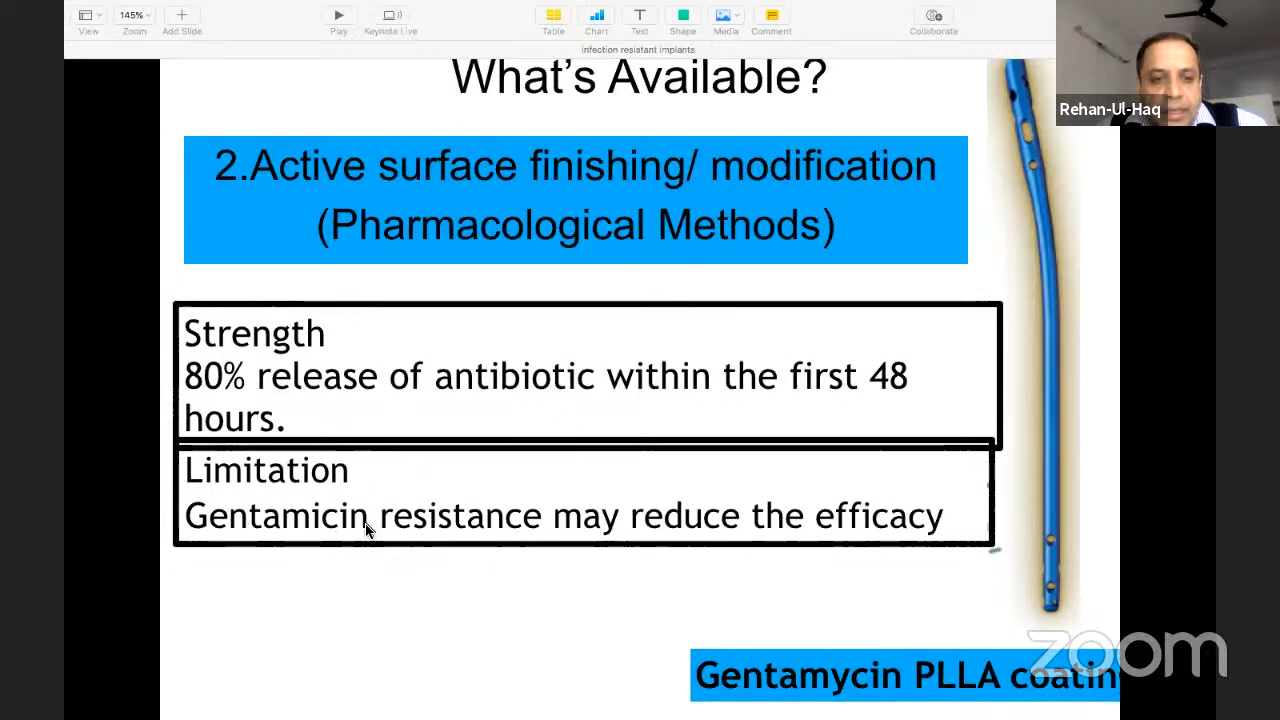 145%
View
Zoom
Add Slide
Play
Keynote Live
Table
Chart
Text
Shape
Media
Comment
Collaborate
infection resistant implants
Rehan-Ul-Haq
What's Available?
2.Active surface finishing/ modification
(Pharmacological Methods)
Strength
80% release of antibiotic within the first 48
hours.
Limitation
Gentamicin resistance may reduce the efficacy
zoom
Gentamycin PLLA coatin